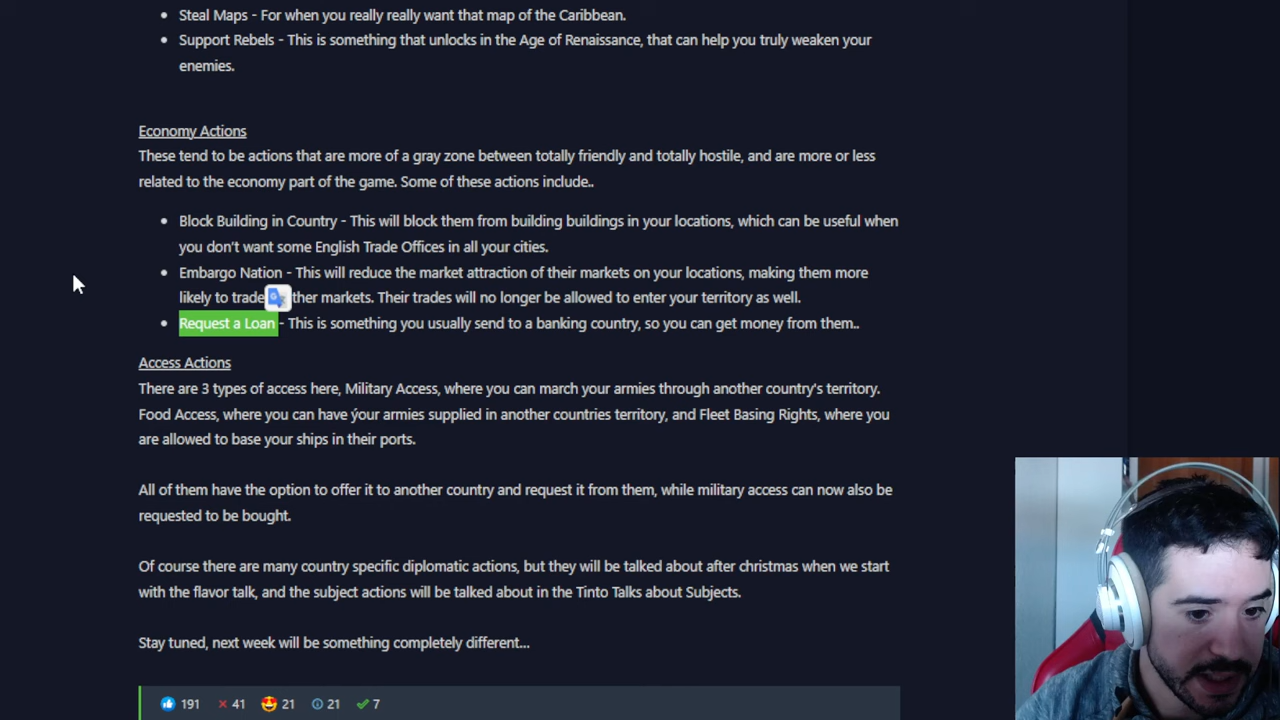 Steal Maps - For when you really really want that map of the Caribbean.
Support Rebels - This is something that unlocks in the Age of Renaissance, that can help you truly weaken your
enemies.
Economy Actions
These tend to be actions that are more of a gray zone between totally friendly and totally hostile, and are more or less
related to the economy part of the game. Some of these actions include..
Block Building in Country - This will block them from building buildings in your locations, which can be useful when
you don't want some English Trade Offices in all your cities.
Embargo Nation - This will reduce the market attraction of their markets on your locations, making them more
likely to trade ther markets. Their trades will no longer be allowed to enter your territory as well.
Request a Loan - This is something you usually send to a banking country, so you can get money from them..
Access Actions
There are 3 types of access here, Military Access, where you can march your armies through another country's territory.
Food Access, where you can have your armies supplied in another countries territory, and Fleet Basing Rights, where you
are allowed to base your ships in their ports.
All of them have the option to offer it to another country and request it from them, while military access can now also be
requested to be bought.
Of course there are many country specific diplomatic actions, but they will be talked about after christmas when we start
with the flavor talk, and the subject actions will be talked about in the Tinto Talks about Subjects.
Stay tuned, next week will be something completely different...
191 41 21 21 7